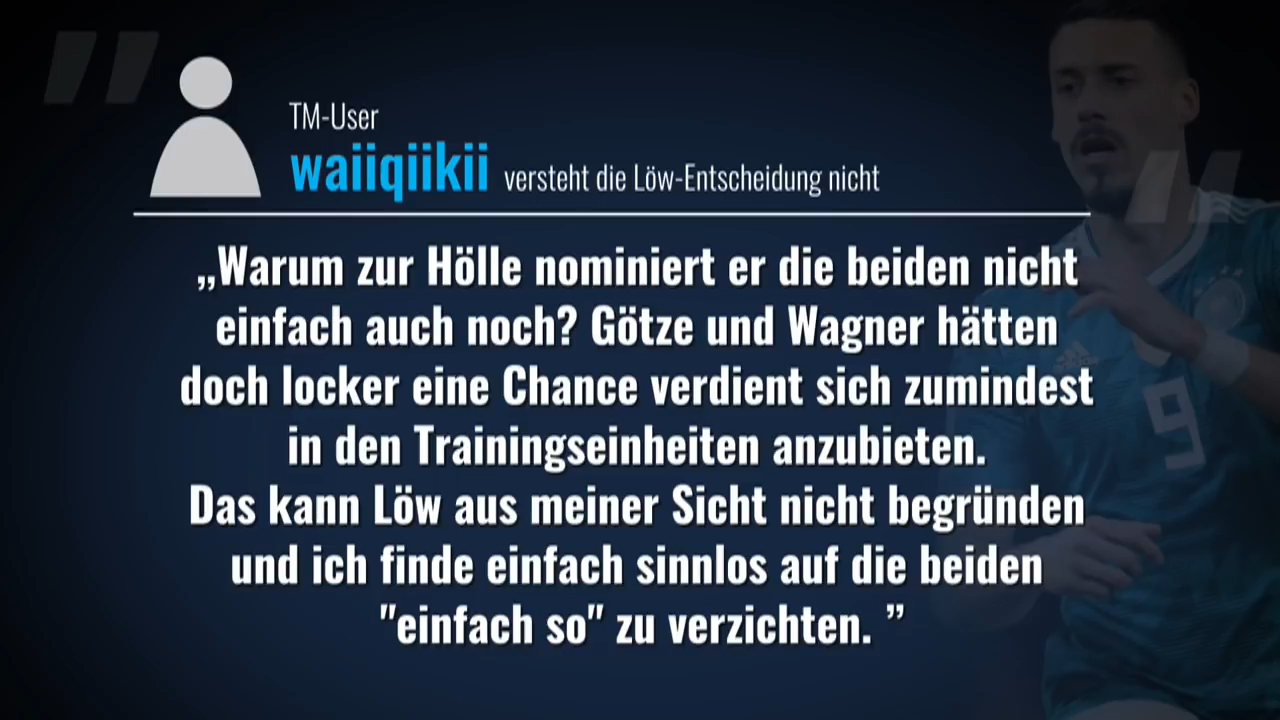 TM-User
waiiqiikii versteht die Löw-Entscheidung nicht
„Warum zur Hölle nominiert er die beiden nicht
einfach auch noch? Götze und Wagner hätten
doch locker eine Chance verdient sich zumindest
in den Trainingseinheiten anzubieten.
Das kann Löw aus meiner Sicht nicht begründen
und ich finde einfach sinnlos auf die beiden
"einfach so" zu verzichten. ”
9